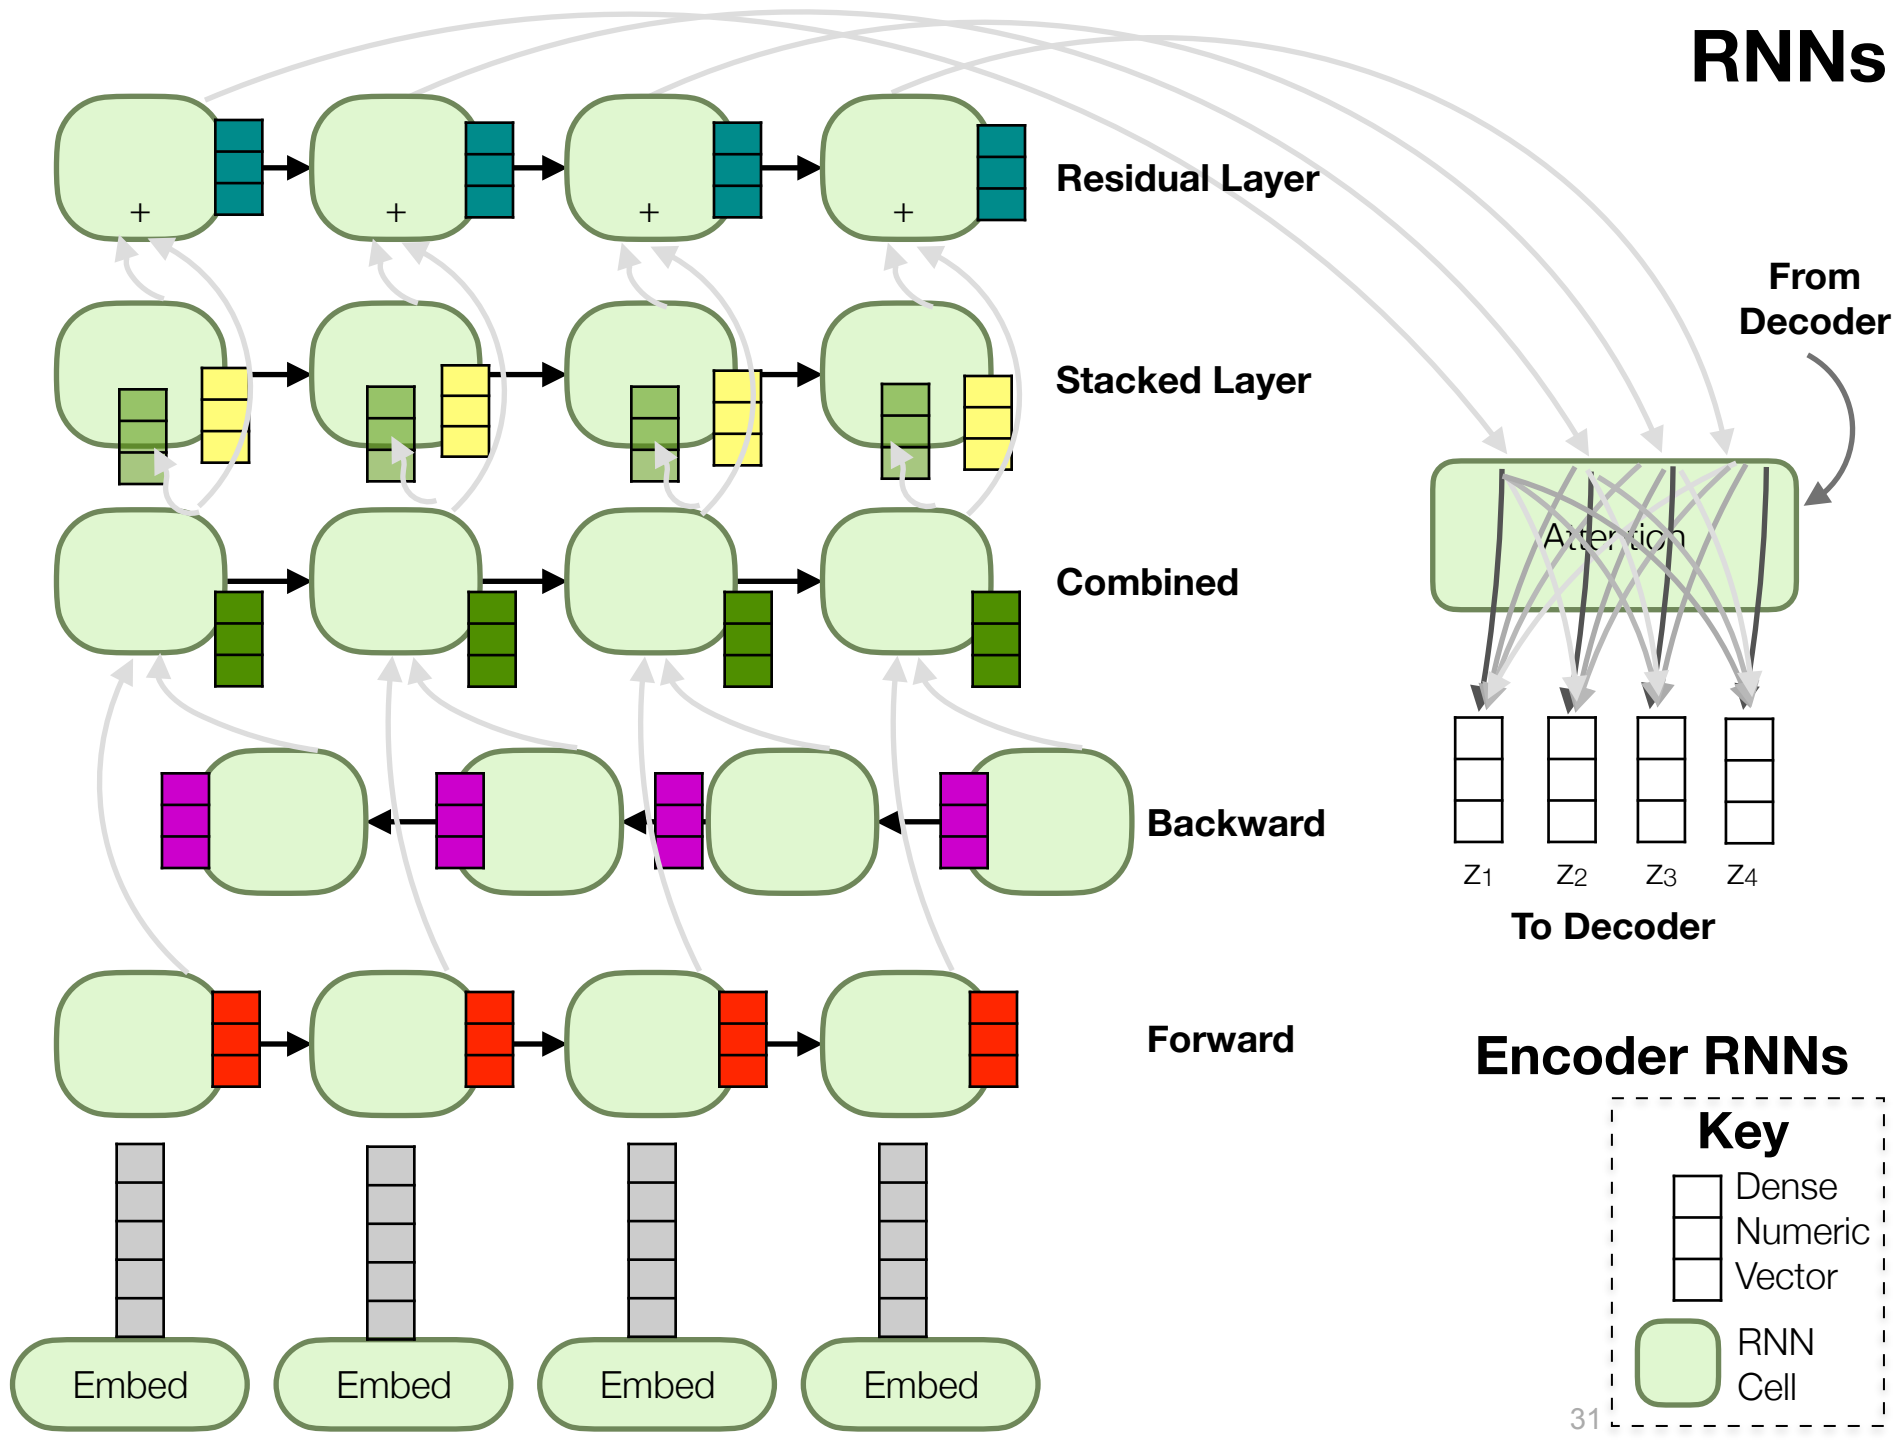 RNNs
+
+
+
+
Residual Layer
From
Decoder
Stacked Layer
Attention
Combined
Backward
z1
z2
z3
z4
To Decoder
Forward
Encoder RNNs
Key
Dense
Numeric
Vector
RNN
Cell
Embed
Embed
Embed
Embed
31